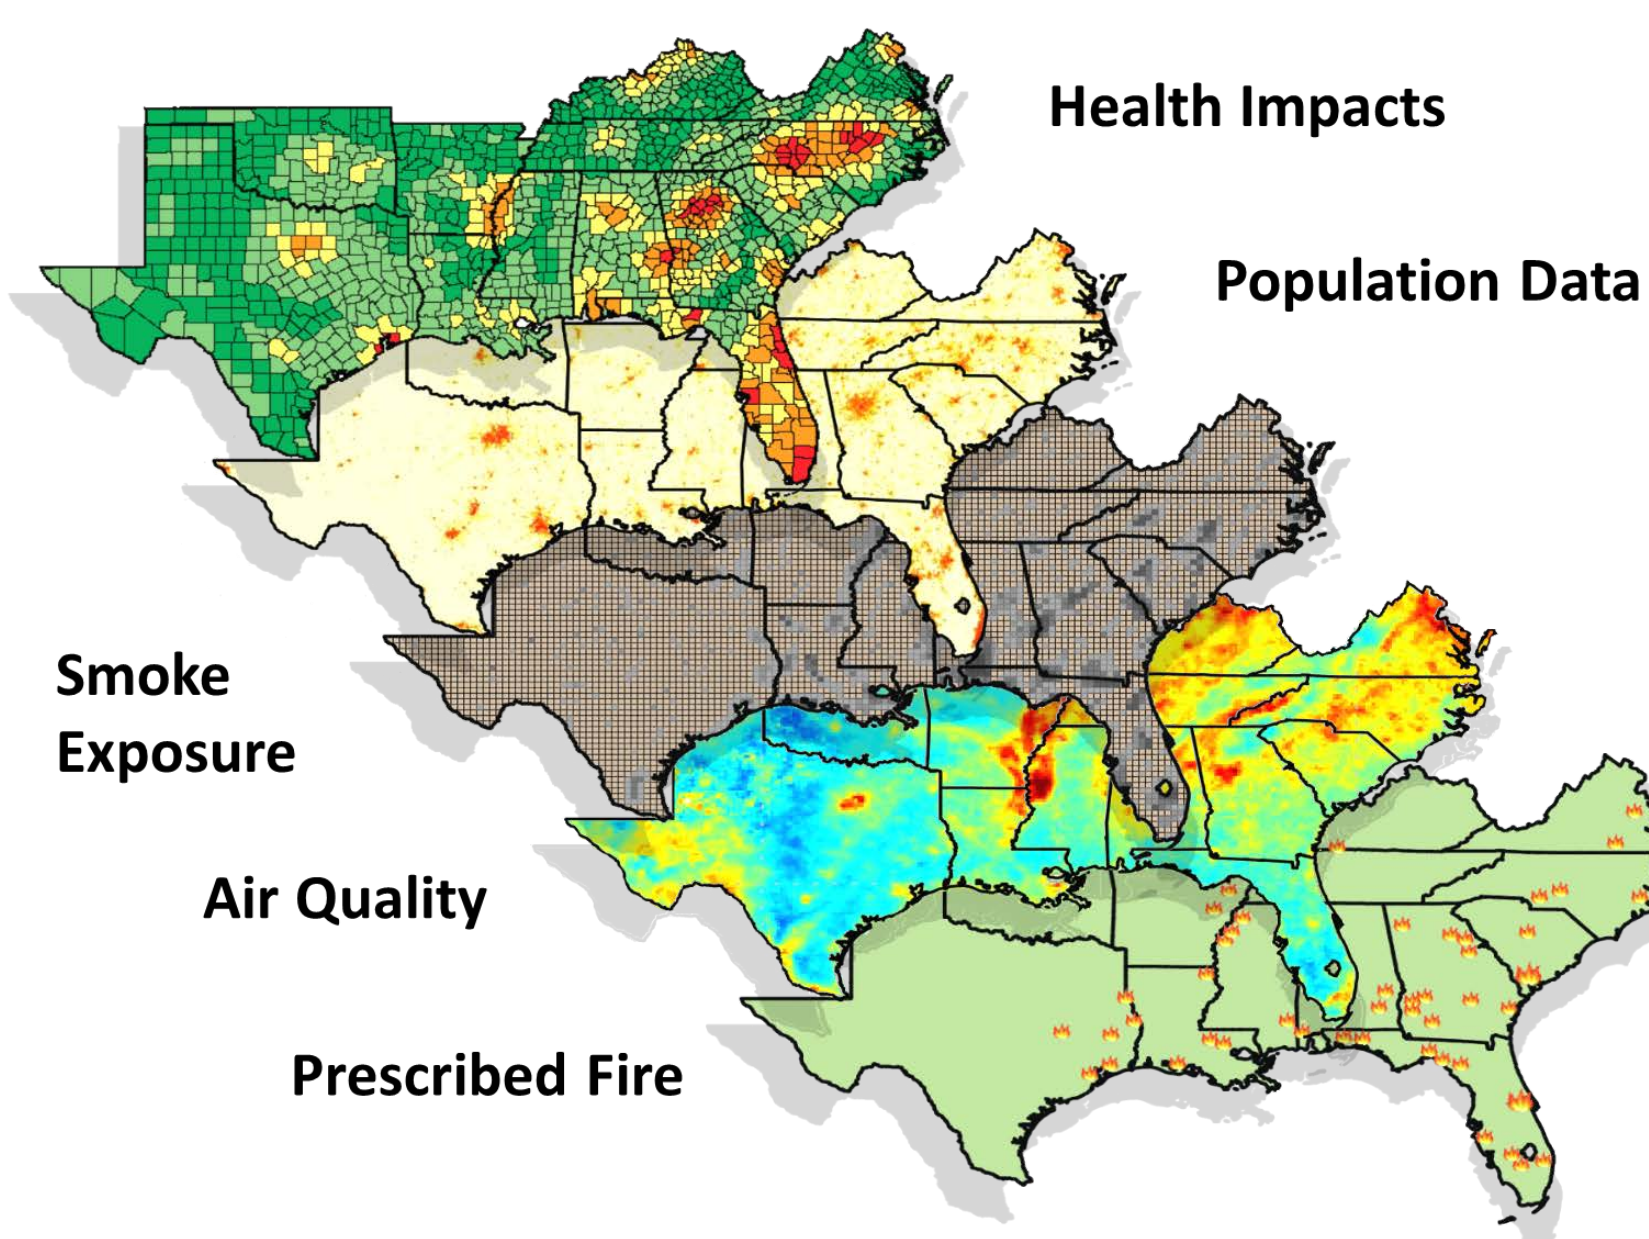 Health Impacts
Population Data
Smoke
Exposure
Air Quality
Prescribed Fire